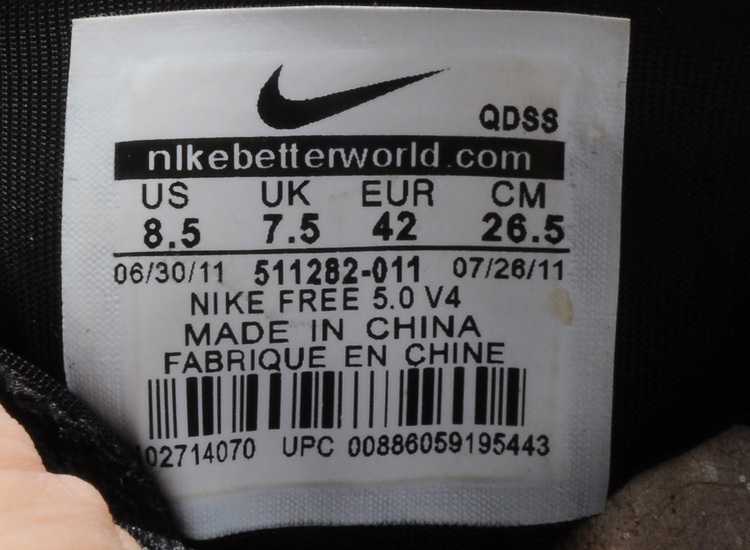 QDSS
nikebetterworld.com
US UK EUR CM
8.5 7.5 42 26.5
06/30/11 511282-011 07/26/11
NIKE FREE 5.0 V4
MADE IN CHINA
FABRIQUE EN CHINE
UPC 00886059195443